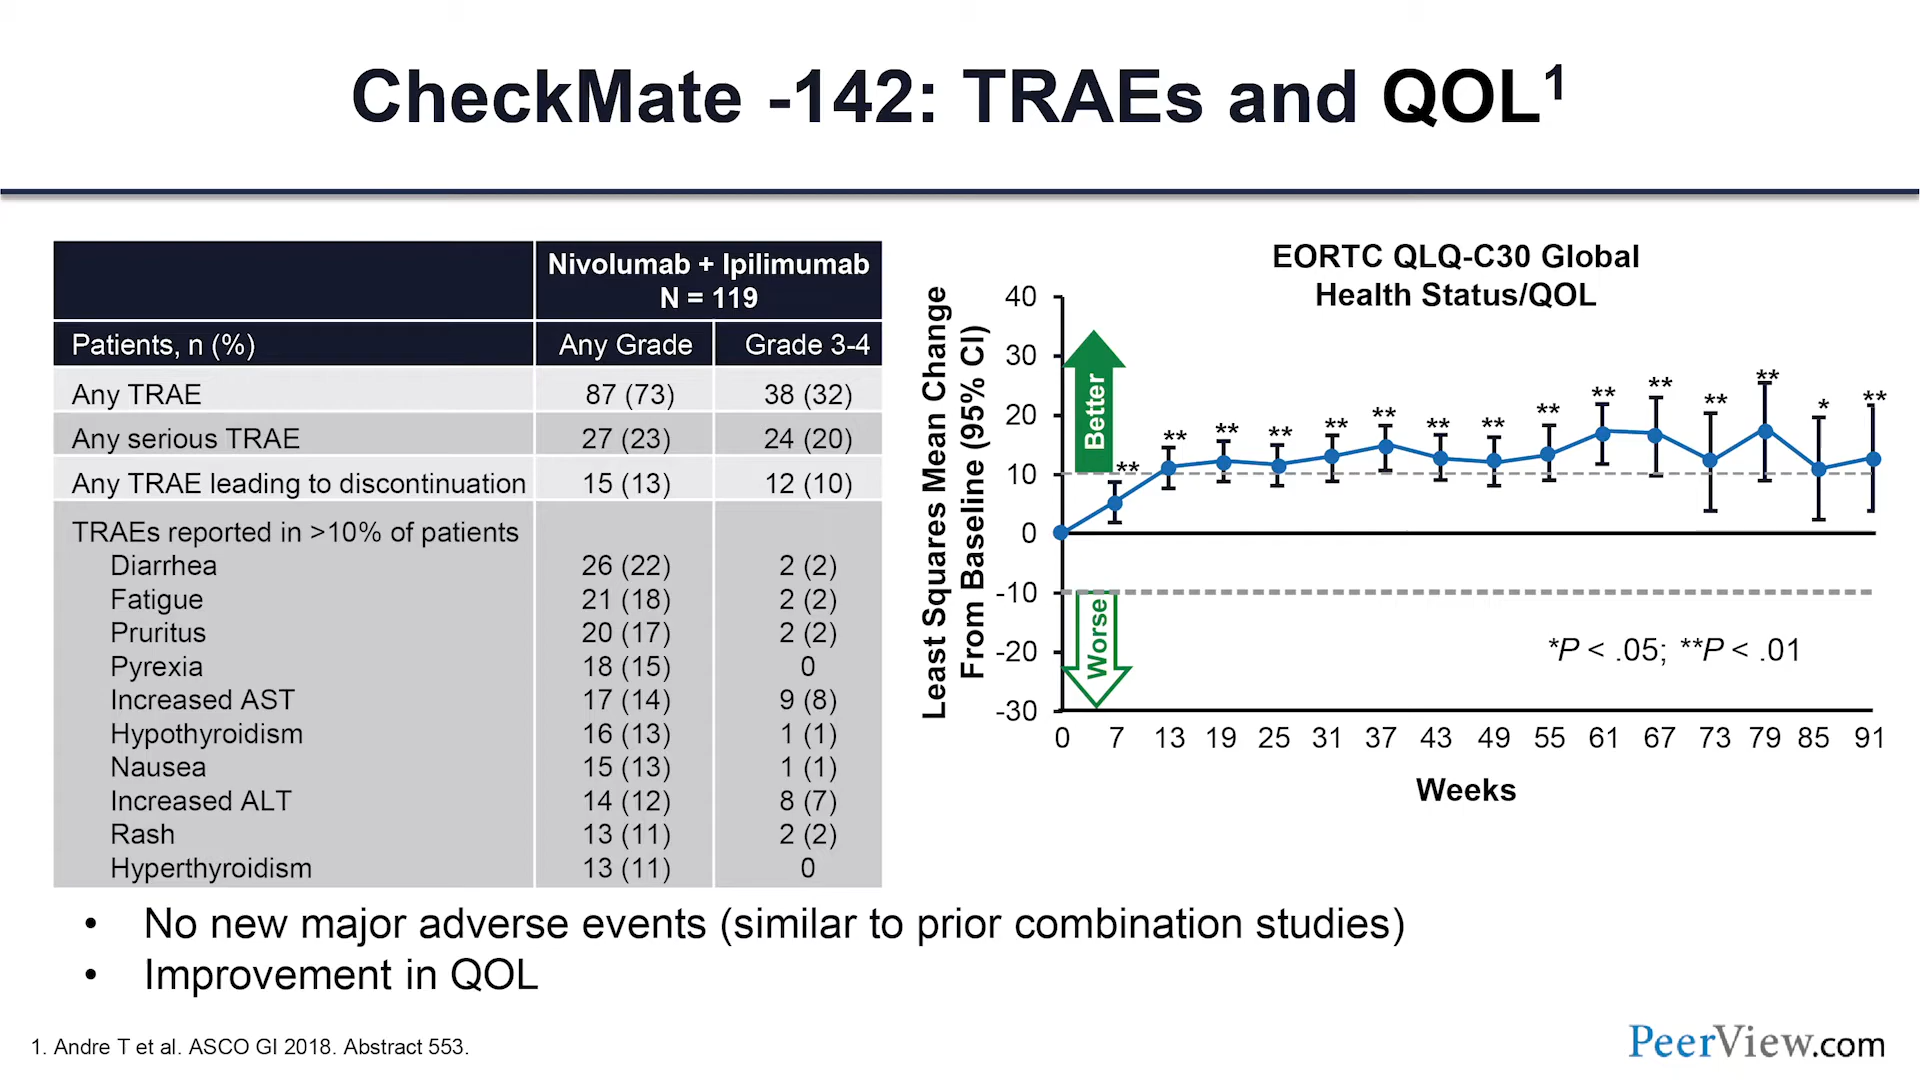 CheckMate -142: TRAEs and QOL1
Nivolumab + Ipilimumab
N = 119
Patients, n (%) Any Grade Grade 3-4
Any TRAE 87 (73) 38 (32)
Any serious TRAE 27 (23) 24 (20)
Any TRAE leading to discontinuation 15 (13) 12 (10)
TRAEs reported in >10% of patients
Diarrhea 26 (22) 2 (2)
Fatigue 21 (18) 2 (2)
Pruritus 20 (17) 2 (2)
Pyrexia 18 (15) 0
Increased AST 17 (14) 9 (8)
Hypothyroidism 16 (13) 1 (1)
Nausea 15 (13) 1 (1)
Increased ALT 14 (12) 8 (7)
Rash 13 (11) 2 (2)
Hyperthyroidism 13 (11) 0
EORTC QLQ-C30 Global
Health Status/QOL
Least Squares Mean Change
From Baseline (95% CI)
40
30
20
10
0
-10
-20
-30
Better
Worse
** ** ** ** ** ** ** ** ** ** ** ** ** * **
*P < .05; **P < .01
0 7 13 19 25 31 37 43 49 55 61 67 73 79 85 91
Weeks
• No new major adverse events (similar to prior combination studies)
• Improvement in QOL
1. Andre T et al. ASCO GI 2018. Abstract 553.
PeerView.com